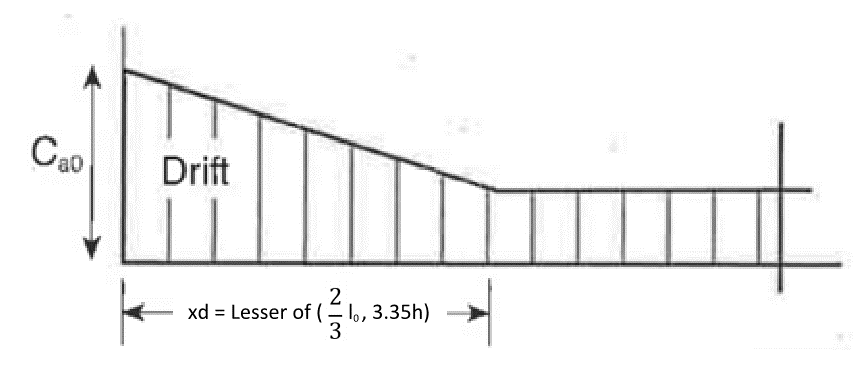 Ca0
Drift
xd = Lesser of ( 2/3 l₀, 3.35h)